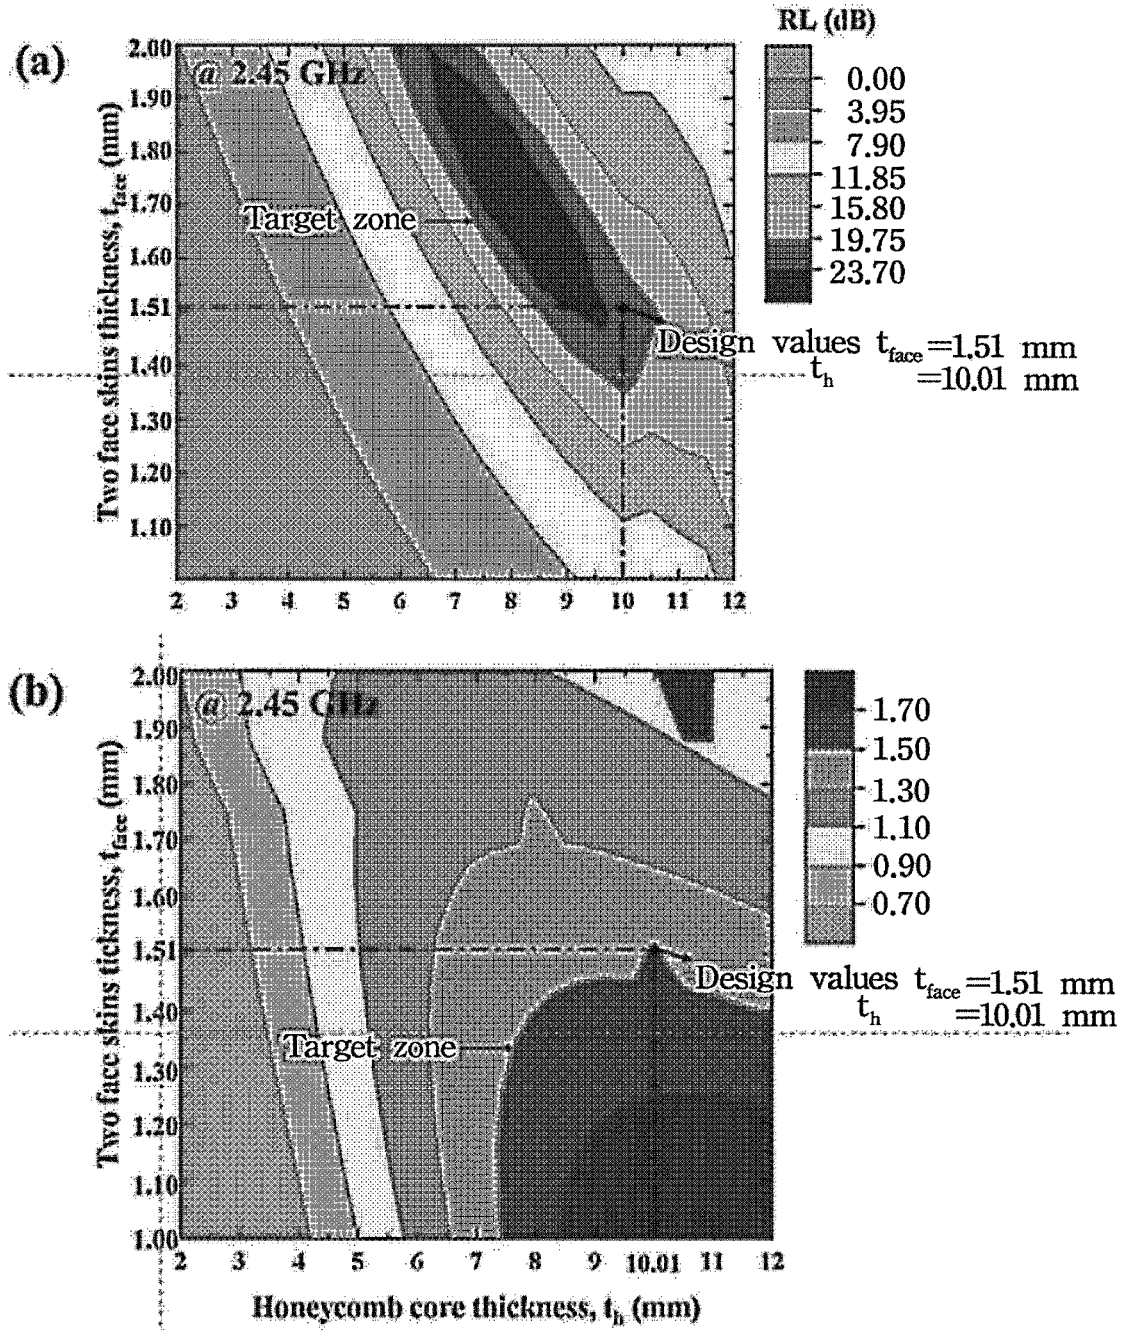 RL (dB)
(a)
@ 2.45 GHz
2.00
1.90
1.80
1.70
1.60
1.51
1.40
1.30
1.20
1.10
Two face skins thickness, tface (mm)
Target zone
0.00
3.95
7.90
11.85
15.80
19.75
23.70
Design values tface=1.51 mm
th =10.01 mm
2 3 4 5 6 7 8 9 10 11 12
(b)
@ 2.45 GHz
2.00
1.90
1.80
1.70
1.60
1.51
1.40
1.30
1.20
1.10
1.00
Two face skins tickness, tface (mm)
Target zone
1.70
1.50
1.30
1.10
0.90
0.70
Design values tface=1.51 mm
th =10.01 mm
2 3 4 5 6 7 8 9 10.01 11 12
Honeycomb core thickness, th (mm)